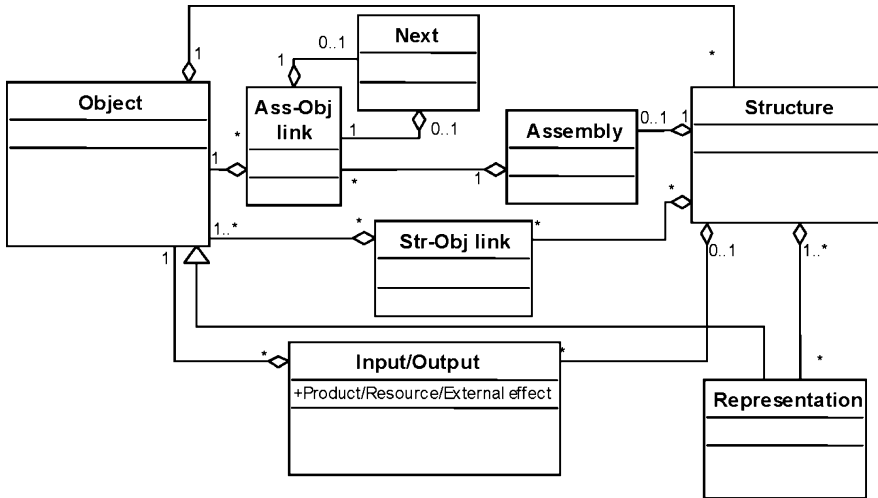 Next
0..1
1
*
1
Object
Ass-Obj
link
Structure
*
1
0..1
Assembly
0..1
1
1
*
1
1..*
*
Str-Obj link
*
*
1
0..1
1..*
*
Input/Output
*
*
+Product/Resource/External effect
Representation